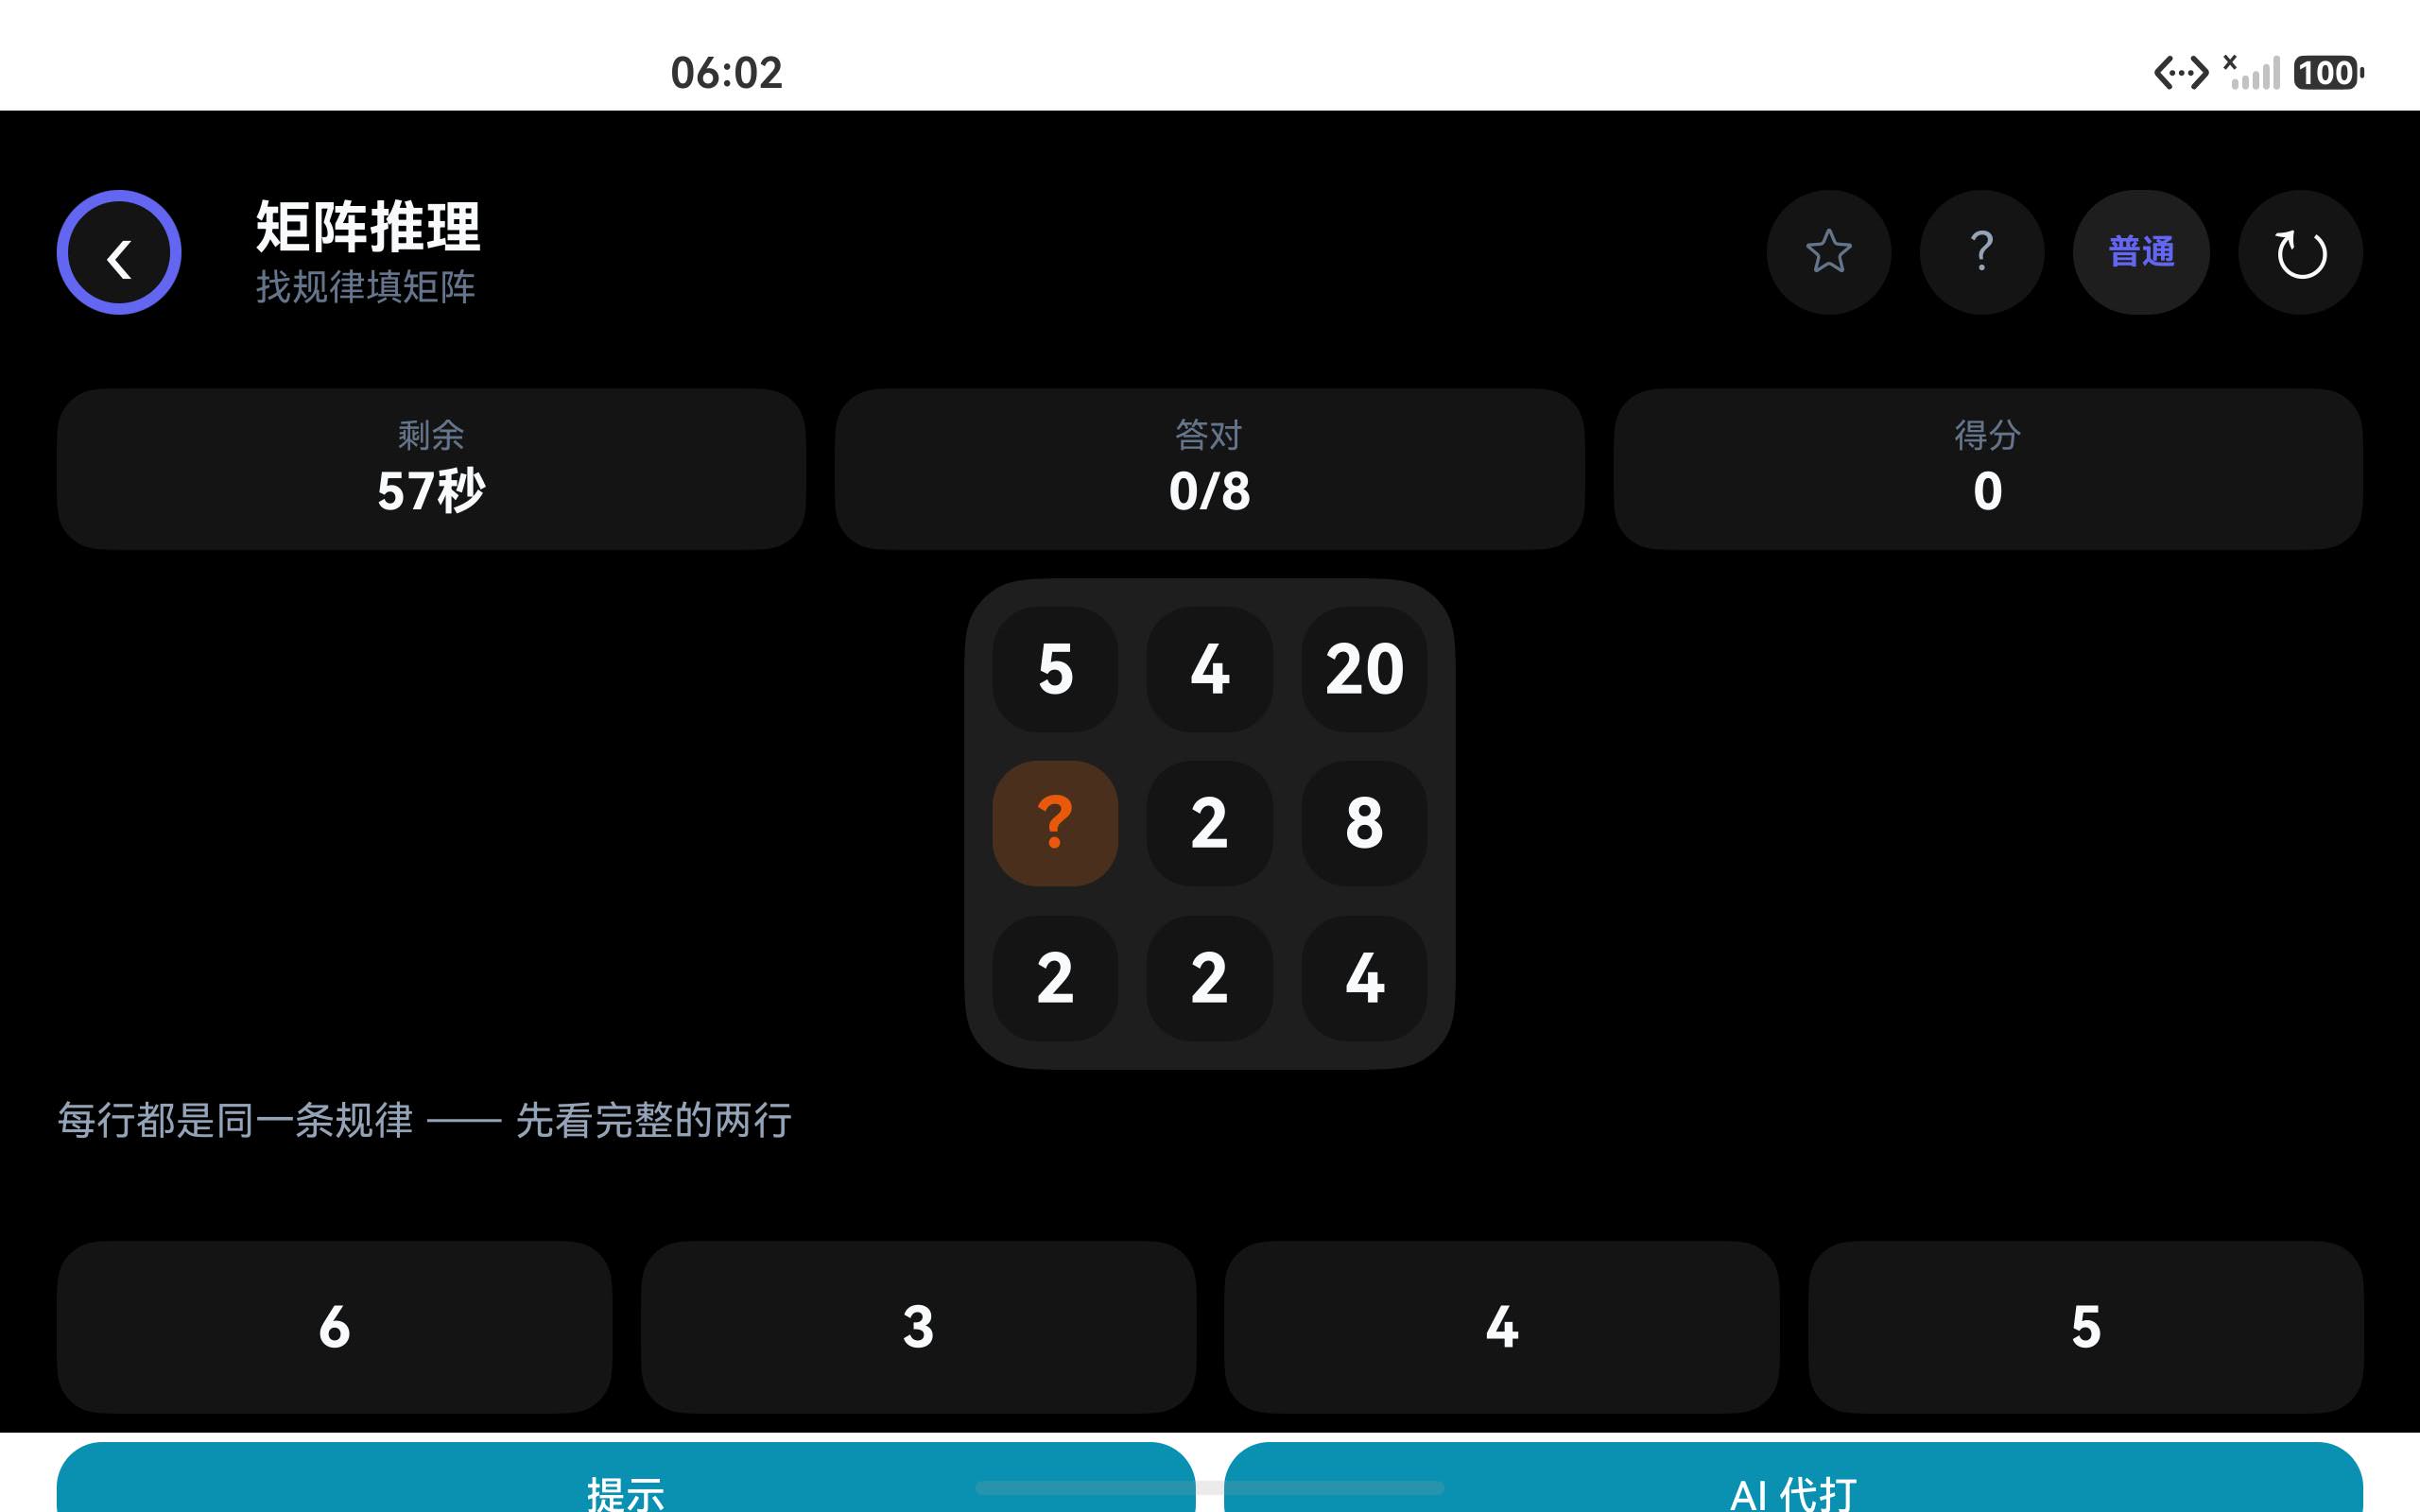 06:02
100
矩阵推理
找规律填矩阵
?
普通
剩余
57秒
答对
0/8
得分
0
5 4 20
? 2 8
2 2 4
每行都是同一条规律 —— 先看完整的两行
6
3
4
5
提示
AI 代打